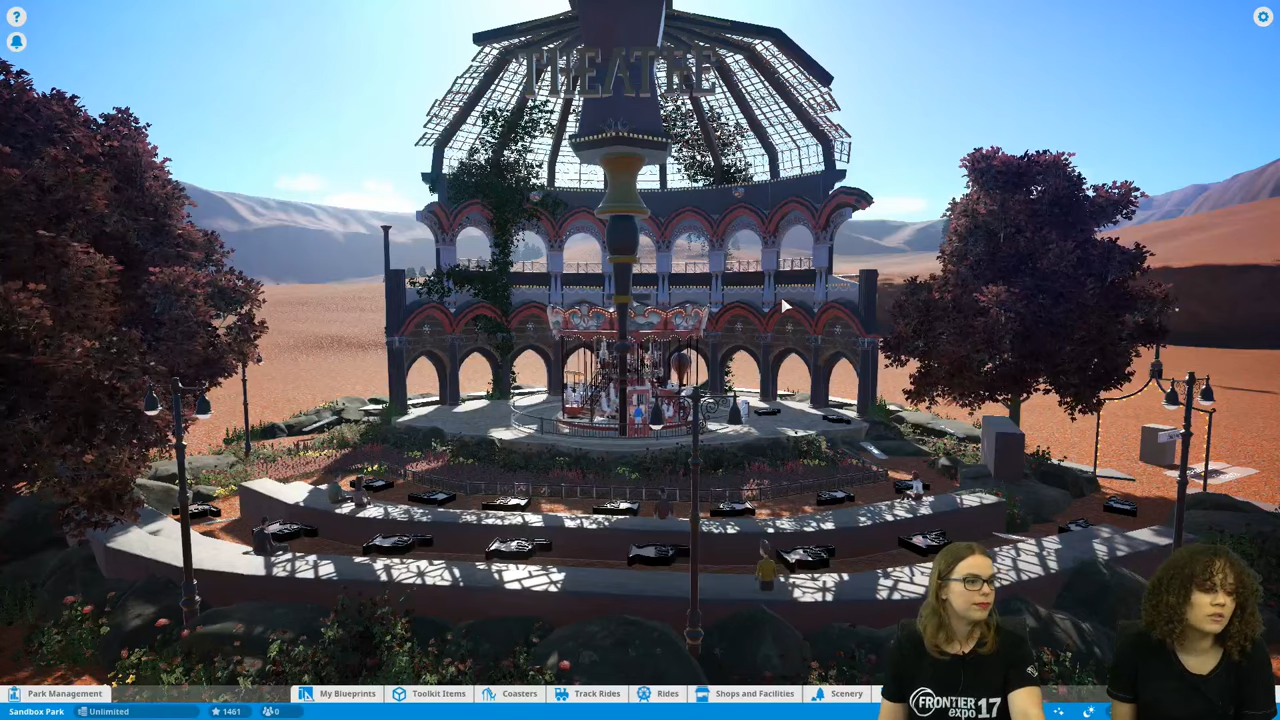 ?
THEATRE
Park Management
My Blueprints
Toolkit Items
Coasters
Track Rides
Rides
Shops and Facilities
Scenery
FRONTIER
expo 17
Sandbox Park
Unlimited
1461
0